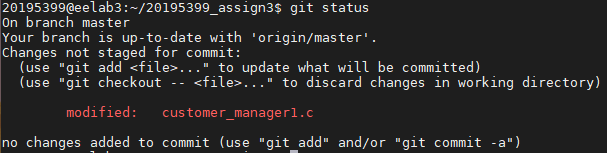 20195399@eelab3:~/20195399_assign3$ git status
On branch master
Your branch is up-to-date with 'origin/master'.
Changes not staged for commit:
  (use "git add <file>..." to update what will be committed)
  (use "git checkout -- <file>..." to discard changes in working directory)

        modified:   customer_manager1.c

no changes added to commit (use "git add" and/or "git commit -a")